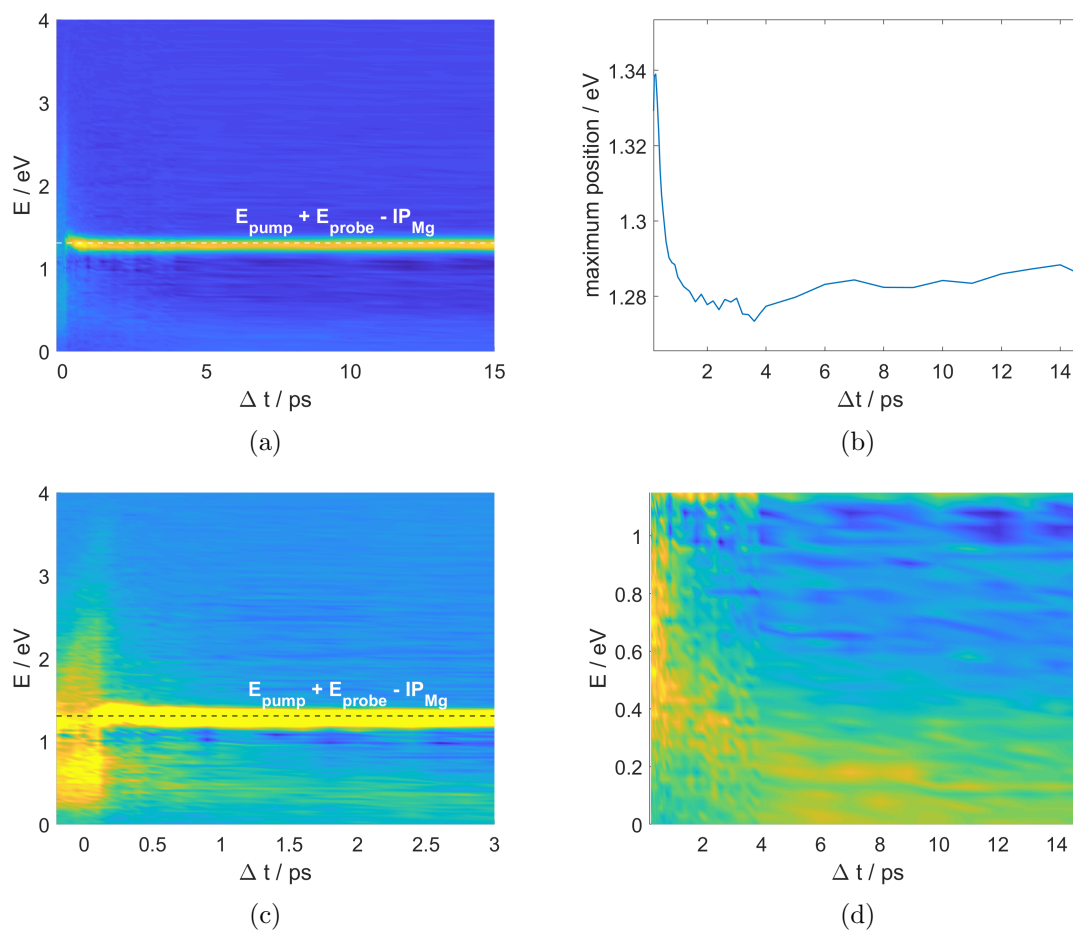 4
3
2
1
0
E / eV
E_pump + E_probe - IP_Mg
0 5 10 15
Δ t / ps
(a)
1.34
1.32
1.3
1.28
maximum position / eV
2 4 6 8 10 12 14
Δt / ps
(b)
4
3
2
1
0
E / eV
E_pump + E_probe - IP_Mg
0 0.5 1 1.5 2 2.5 3
Δ t / ps
(c)
1
0.8
0.6
0.4
0.2
0
E / eV
2 4 6 8 10 12 14
Δ t / ps
(d)